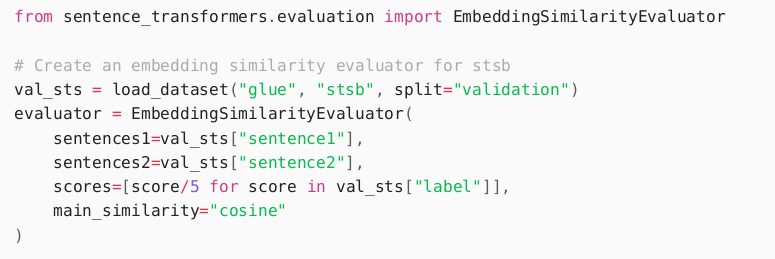 from sentence_transformers.evaluation import EmbeddingSimilarityEvaluator

# Create an embedding similarity evaluator for stsb
val_sts = load_dataset("glue", "stsb", split="validation")
evaluator = EmbeddingSimilarityEvaluator(
    sentences1=val_sts["sentence1"],
    sentences2=val_sts["sentence2"],
    scores=[score/5 for score in val_sts["label"]],
    main_similarity="cosine"
)